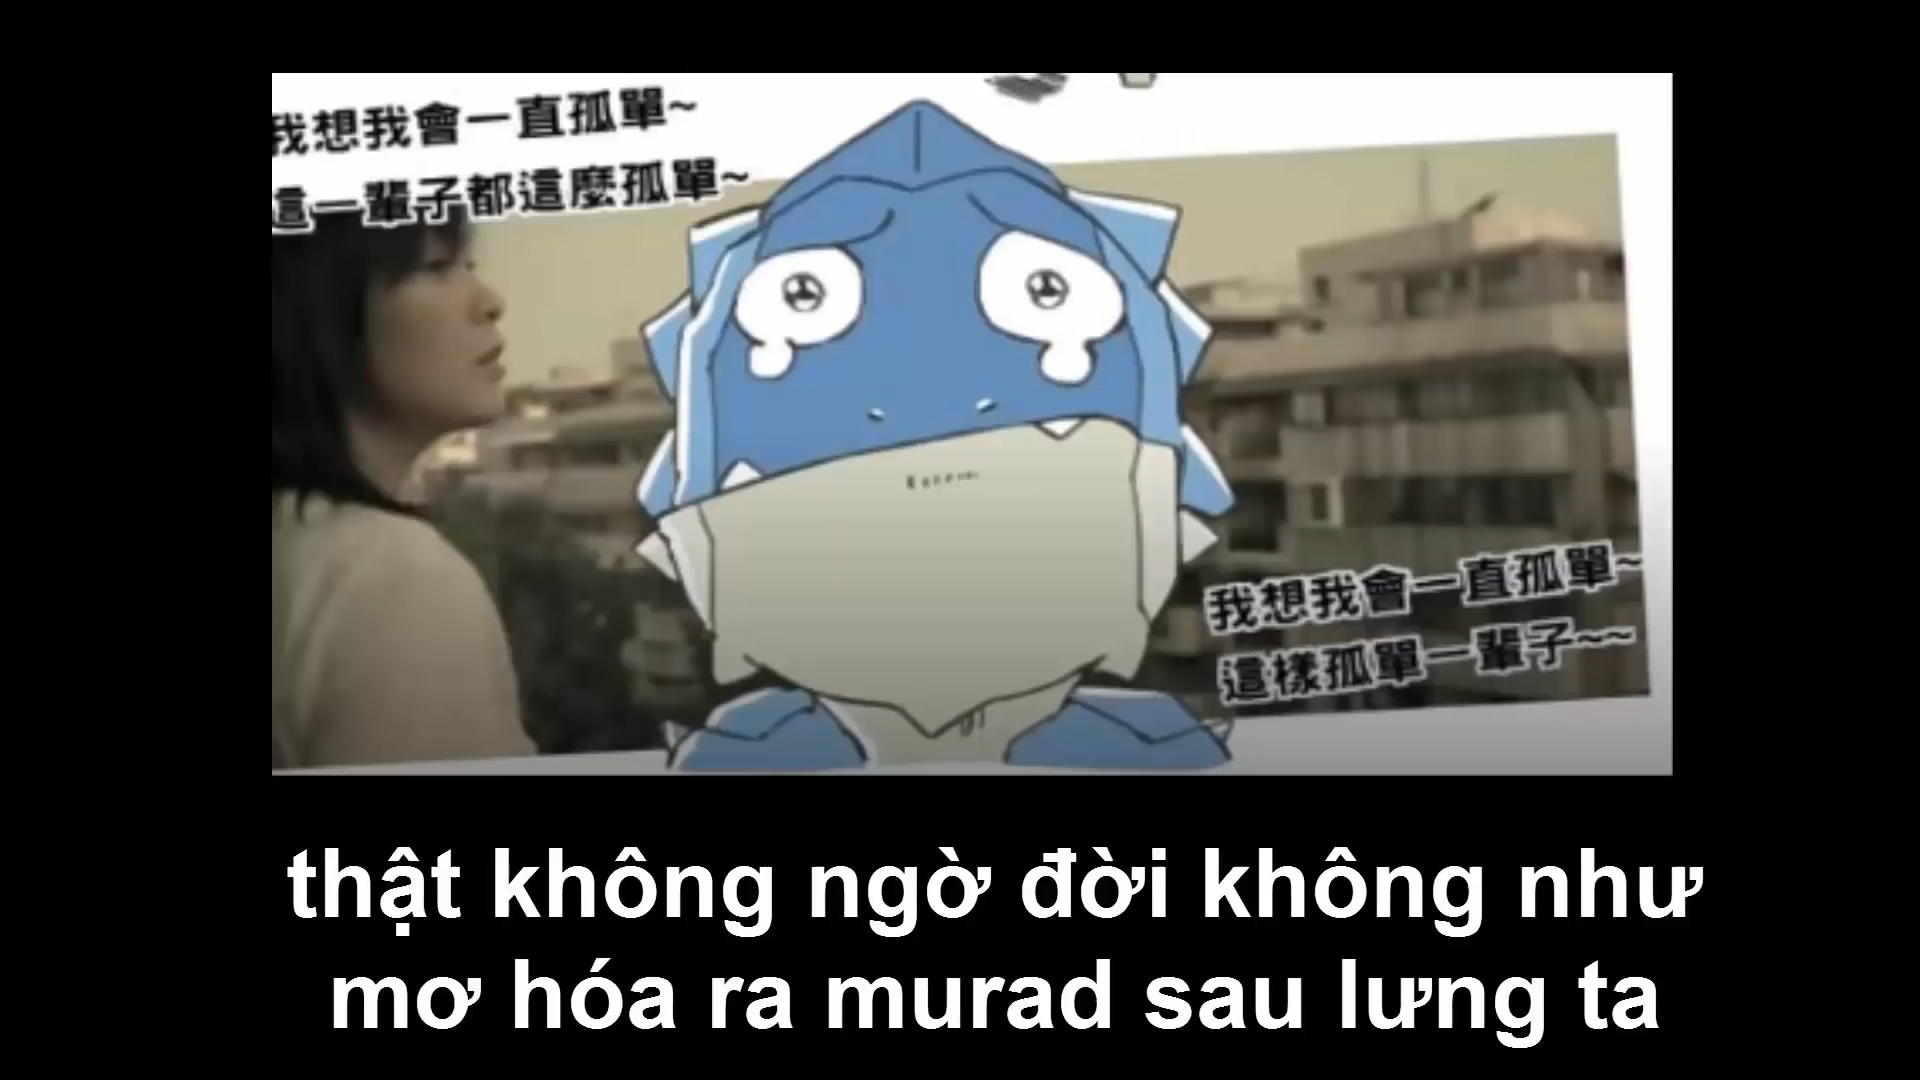 我想我會一直孤單~
這一輩子都這麼孤單~
我想我會一直孤單~
這樣孤單一輩子~~
thật không ngờ đời không như
mơ hóa ra murad sau lưng ta